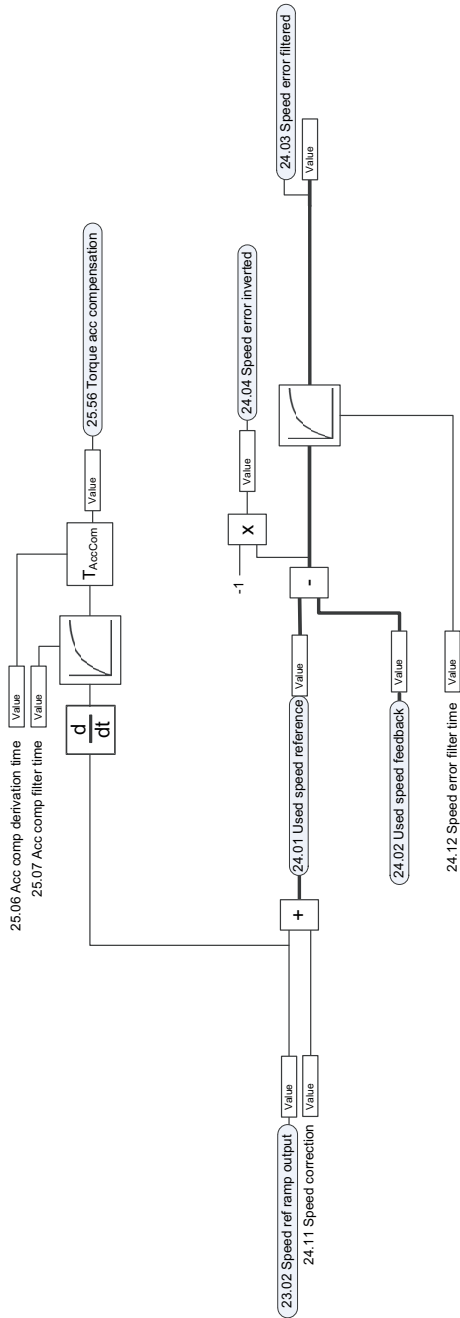 25.06 Acc comp derivation time
Value
25.07 Acc comp filter time
Value
d
dt
TAccCom
Value
25.56 Torque acc compensation
23.02 Speed ref ramp output
Value
24.11 Speed correction
Value
+
24.01 Used speed reference
Value
-
-1
X
Value
24.04 Speed error inverted
24.02 Used speed feedback
Value
24.12 Speed error filter time
Value
Value
24.03 Speed error filtered